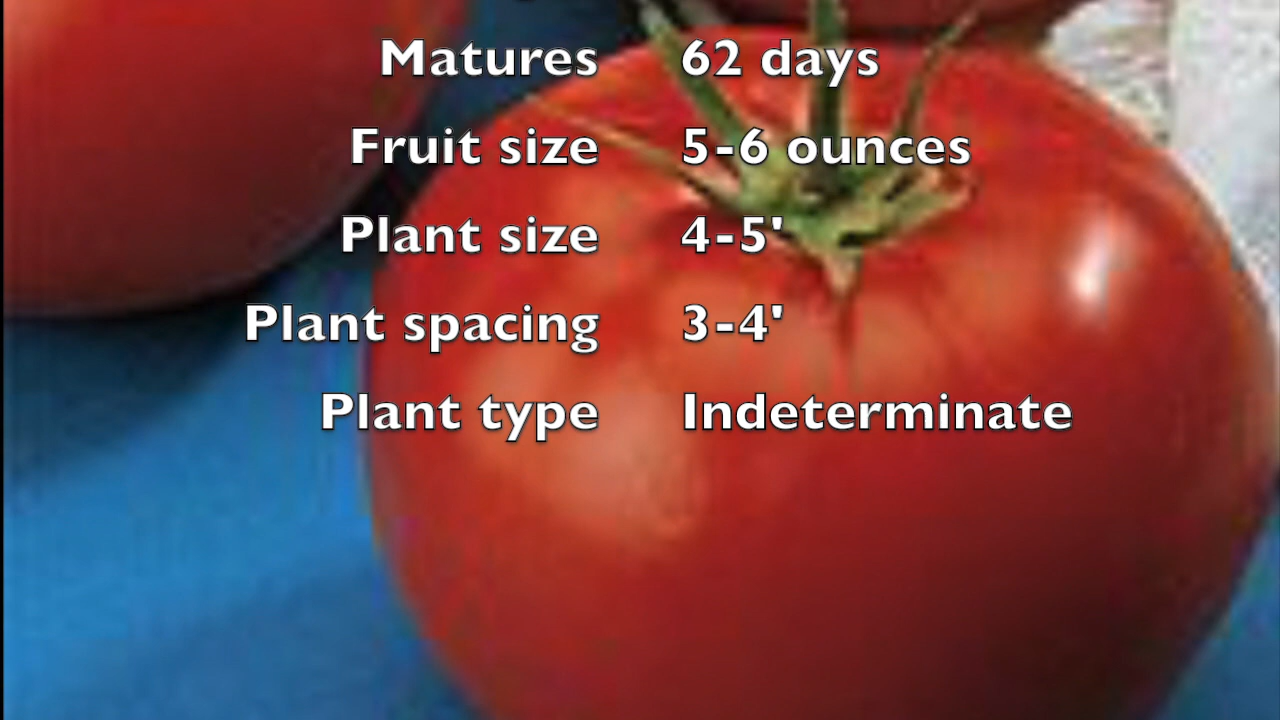 Matures 62 days
Fruit size 5-6 ounces
Plant size 4-5'
Plant spacing 3-4'
Plant type Indeterminate